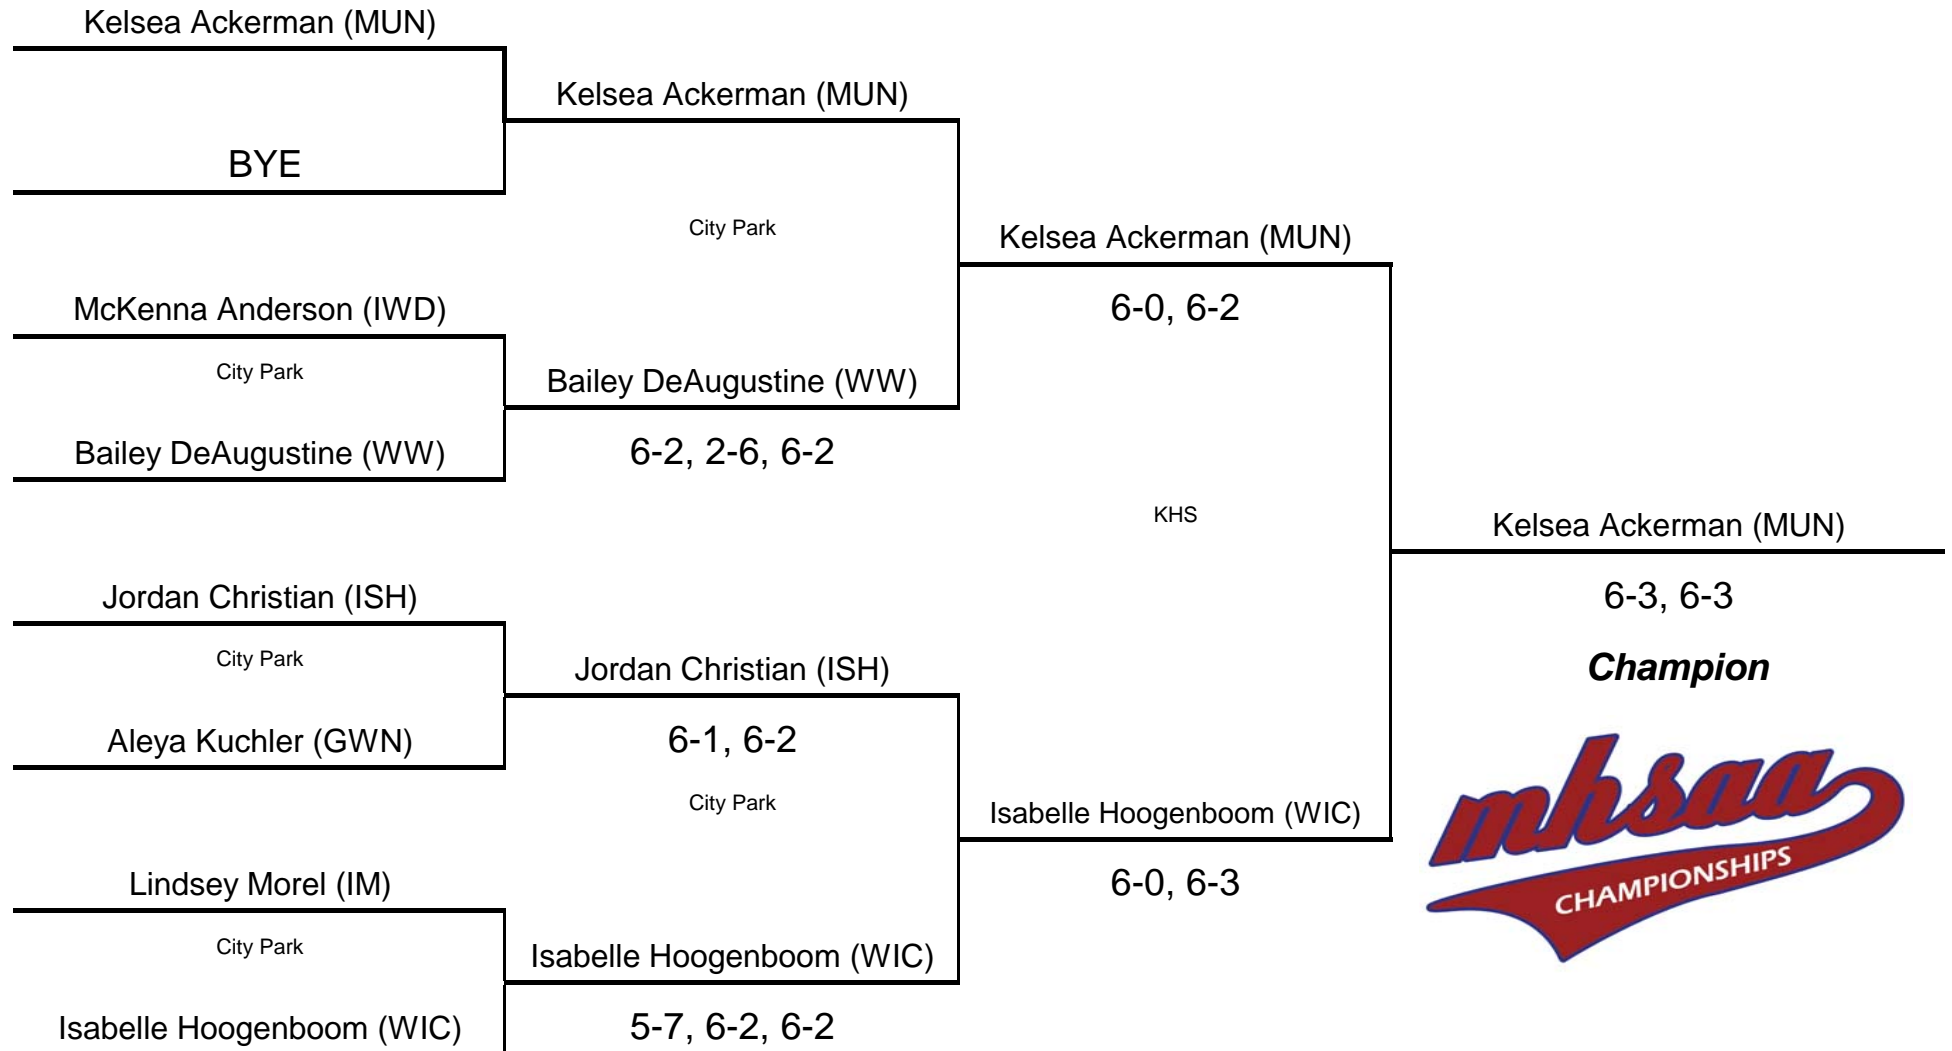 Kelsea Ackerman (MUN)
BYE
McKenna Anderson (IWD)
City Park
Bailey DeAugustine (WW)
Jordan Christian (ISH)
City Park
Aleya Kuchler (GWN)
Lindsey Morel (IM)
City Park
Isabelle Hoogenboom (WIC)
Kelsea Ackerman (MUN)
City Park
Bailey DeAugustine (WW)
6-2, 2-6, 6-2
Jordan Christian (ISH)
6-1, 6-2
City Park
Isabelle Hoogenboom (WIC)
5-7, 6-2, 6-2
Kelsea Ackerman (MUN)
6-0, 6-2
KHS
Isabelle Hoogenboom (WIC)
6-0, 6-3
Kelsea Ackerman (MUN)
6-3, 6-3
Champion
mhsaa
CHAMPIONSHIPS